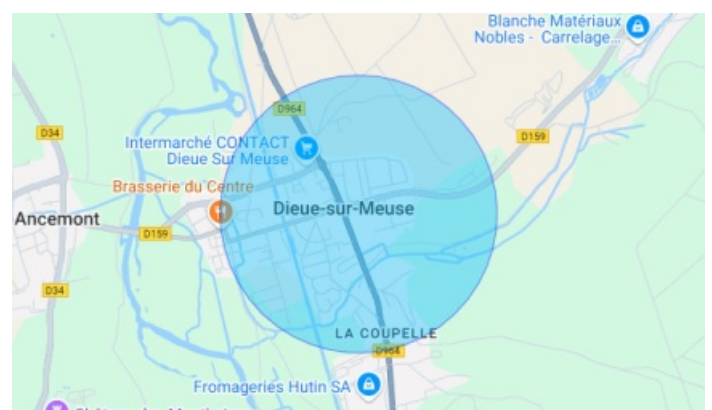 Blanche Matériaux
Nobles - Carrelage...
D964
D34
D159
Intermarché CONTACT
Dieue Sur Meuse
Brasserie du Centre
Dieue-sur-Meuse
Ancemont
D159
D34
LA COUPELLE
D964
Fromageries Hutin SA